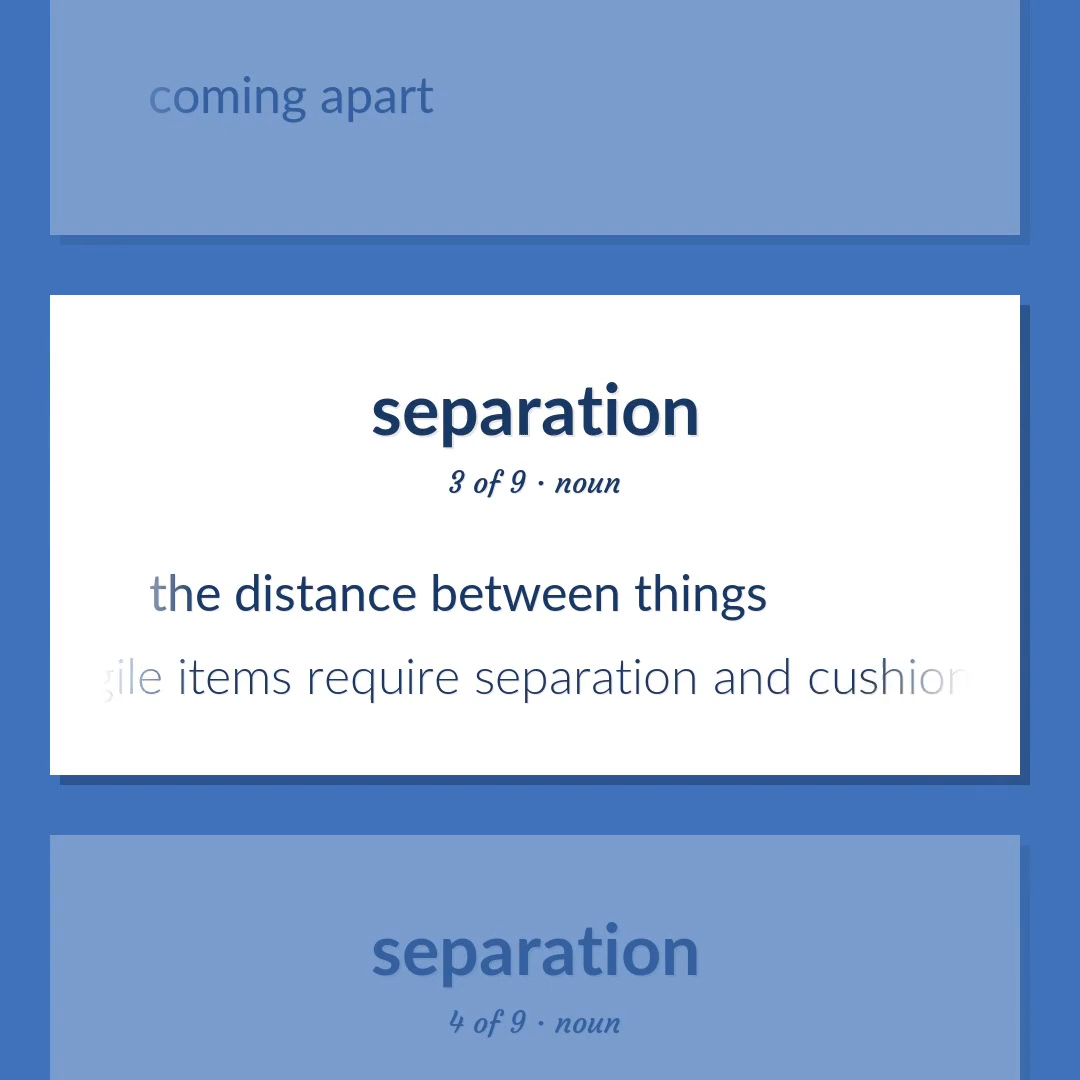 coming apart
separation
3 of 9 · noun
the distance between things
items require separation and
separation
4 of 9 · noun